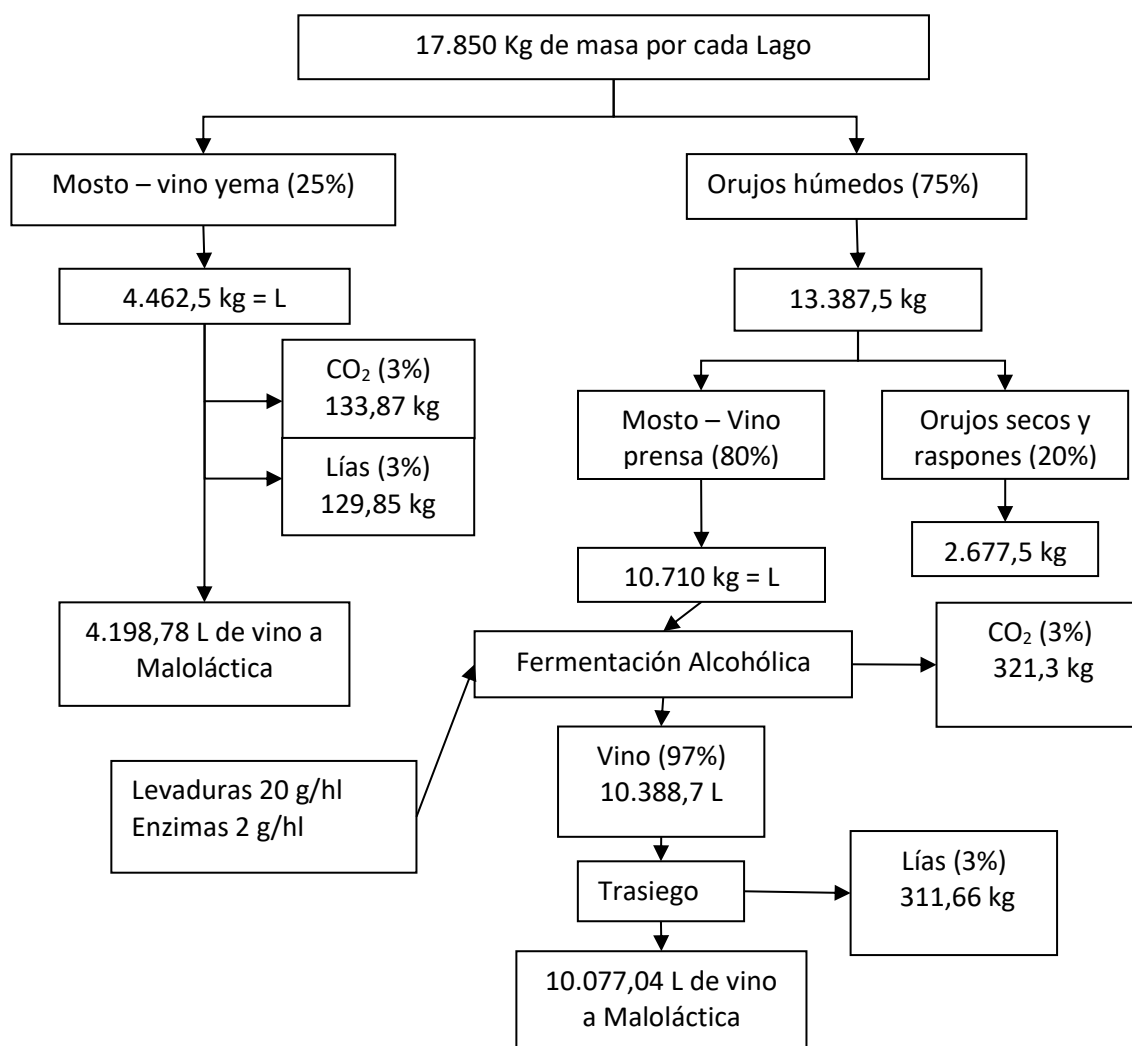 17.850 Kg de masa por cada Lago
Mosto – vino yema (25%)
Orujos húmedos (75%)
4.462,5 kg = L
13.387,5 kg
CO₂ (3%)
133,87 kg
Lías (3%)
129,85 kg
Mosto – Vino
prensa (80%)
Orujos secos y
raspones (20%)
2.677,5 kg
10.710 kg = L
4.198,78 L de vino a
Maloláctica
Fermentación Alcohólica
CO₂ (3%)
321,3 kg
Levaduras 20 g/hl
Enzimas 2 g/hl
Vino (97%)
10.388,7 L
Trasiego
Lías (3%)
311,66 kg
10.077,04 L de vino
a Maloláctica